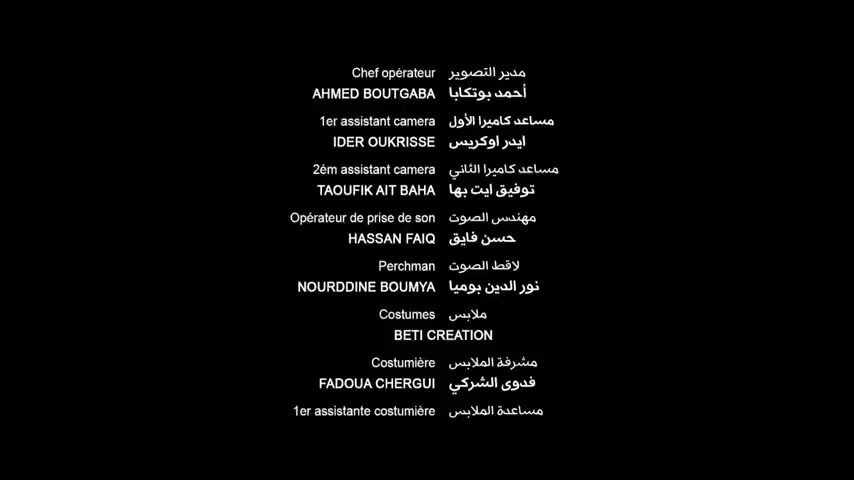 Chef opérateur مدير التصوير
AHMED BOUTGABA أحمد بوتكابا
1er assistant camera مساعد كاميرا الأول
IDER OUKRISSE ايدر اوكريس
2ém assistant camera مساعد كاميرا الثاني
TAOUFIK AIT BAHA توفيق ايت بها
Opérateur de prise de son مهندس الصوت
HASSAN FAIQ حسن فايق
Perchman لاقط الصوت
NOURDDINE BOUMYA نور الدين بوميا
Costumes ملابس
BETI CREATION
Costumière مشرفة الملابس
FADOUA CHERGUI فدوى الشركي
1er assistante costumière مساعدة الملابس